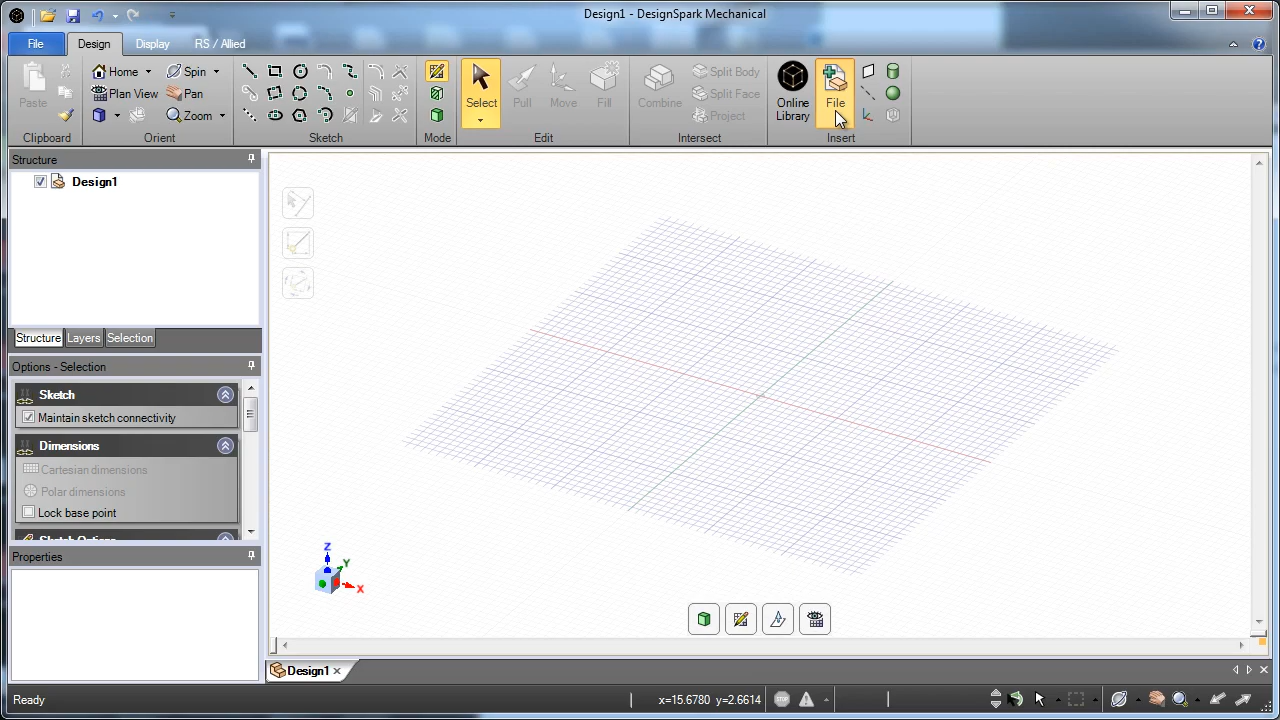 Design1 - DesignSpark Mechanical
File Design Display RS / Allied
Paste
Home Spin
Plan View Pan
Zoom
Select Pull Move Fill
Combine
Split Body
Split Face
Project
Online Library
File
Clipboard Orient Sketch Mode Edit Intersect Insert
Structure
Design1
Structure Layers Selection
Options - Selection
Sketch
Maintain sketch connectivity
Dimensions
Cartesian dimensions
Polar dimensions
Lock base point
Properties
Z
Y
X
Design1
Ready x=15.6780 y=2.6614